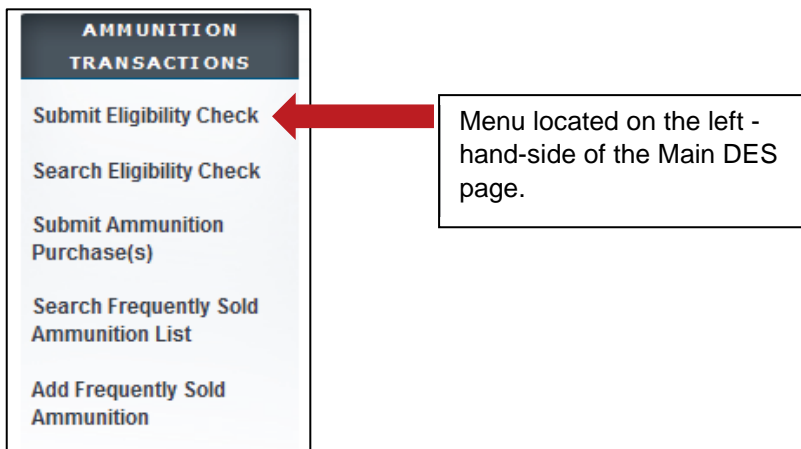 AMMUNITION
TRANSACTIONS
Submit Eligibility Check
Search Eligibility Check
Submit Ammunition
Purchase(s)
Search Frequently Sold
Ammunition List
Add Frequently Sold
Ammunition
Menu located on the left -
hand-side of the Main DES
page.